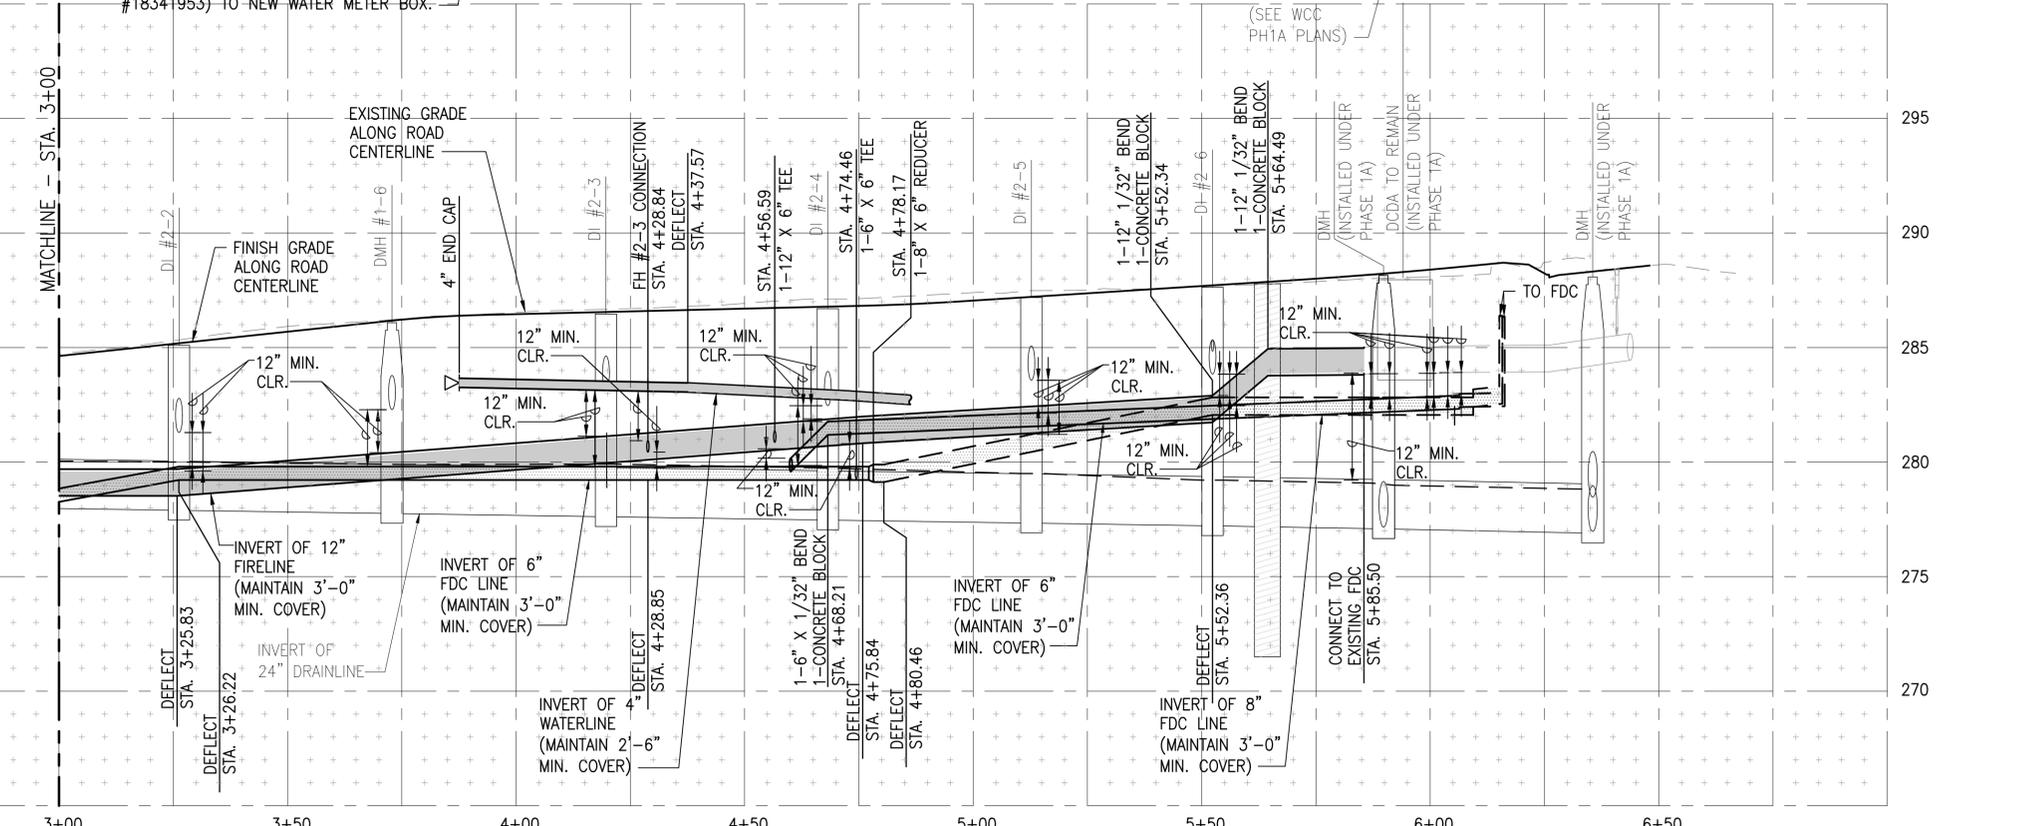 #18341953) TO NEW WATER METER BOX.
(SEE WCC
PH1A PLANS)
MATCHLINE - STA. 3+00
EXISTING GRADE
ALONG ROAD
CENTERLINE
FINISH GRADE
ALONG ROAD
CENTERLINE
DI #2-2
DMH #1-6
4" END CAP
DI #2-3
FH #2-3 CONNECTION
STA. 4+28.84
DEFLECT
STA. 4+37.57
STA. 4+56.59
1-12" X 6" TEE
DI #2-4
STA. 4+74.46
1-6" X 6" TEE
STA. 4+78.17
1-8" X 6" REDUCER
DI #2-5
1-12" 1/32" BEND
1-CONCRETE BLOCK
STA. 5+52.34
DI #2-6
1-12" 1/32" BEND
1-CONCRETE BLOCK
STA. 5+64.49
DMH
(INSTALLED UNDER
PHASE 1A)
DCDA TO REMAIN
(INSTALLED UNDER
PHASE 1A)
DMH
(INSTALLED UNDER
PHASE 1A)
TO FDC
295
290
285
280
275
270
12" MIN.
CLR.
12" MIN.
CLR.
12" MIN.
CLR.
12" MIN.
CLR.
12" MIN.
CLR.
12" MIN.
CLR.
12" MIN.
CLR.
12" MIN.
CLR.
12" MIN.
CLR.
INVERT OF 12"
FIRELINE
(MAINTAIN 3'-0"
MIN. COVER)
INVERT OF
24" DRAINLINE
INVERT OF 6"
FDC LINE
(MAINTAIN 3'-0"
MIN. COVER)
INVERT OF 4"
WATERLINE
(MAINTAIN 2'-6"
MIN. COVER)
INVERT OF 6"
FDC LINE
(MAINTAIN 3'-0"
MIN. COVER)
INVERT OF 8"
FDC LINE
(MAINTAIN 3'-0"
MIN. COVER)
DEFLECT
STA. 3+25.83
DEFLECT
STA. 3+26.22
DEFLECT
STA. 4+28.85
1-6" X 1/32" BEND
1-CONCRETE BLOCK
STA. 4+68.21
DEFLECT
STA. 4+75.84
DEFLECT
STA. 4+80.46
DEFLECT
STA. 5+52.36
CONNECT TO
EXISTING FDC
STA. 5+85.50
3+00
3+50
4+00
4+50
5+00
5+50
6+00
6+50